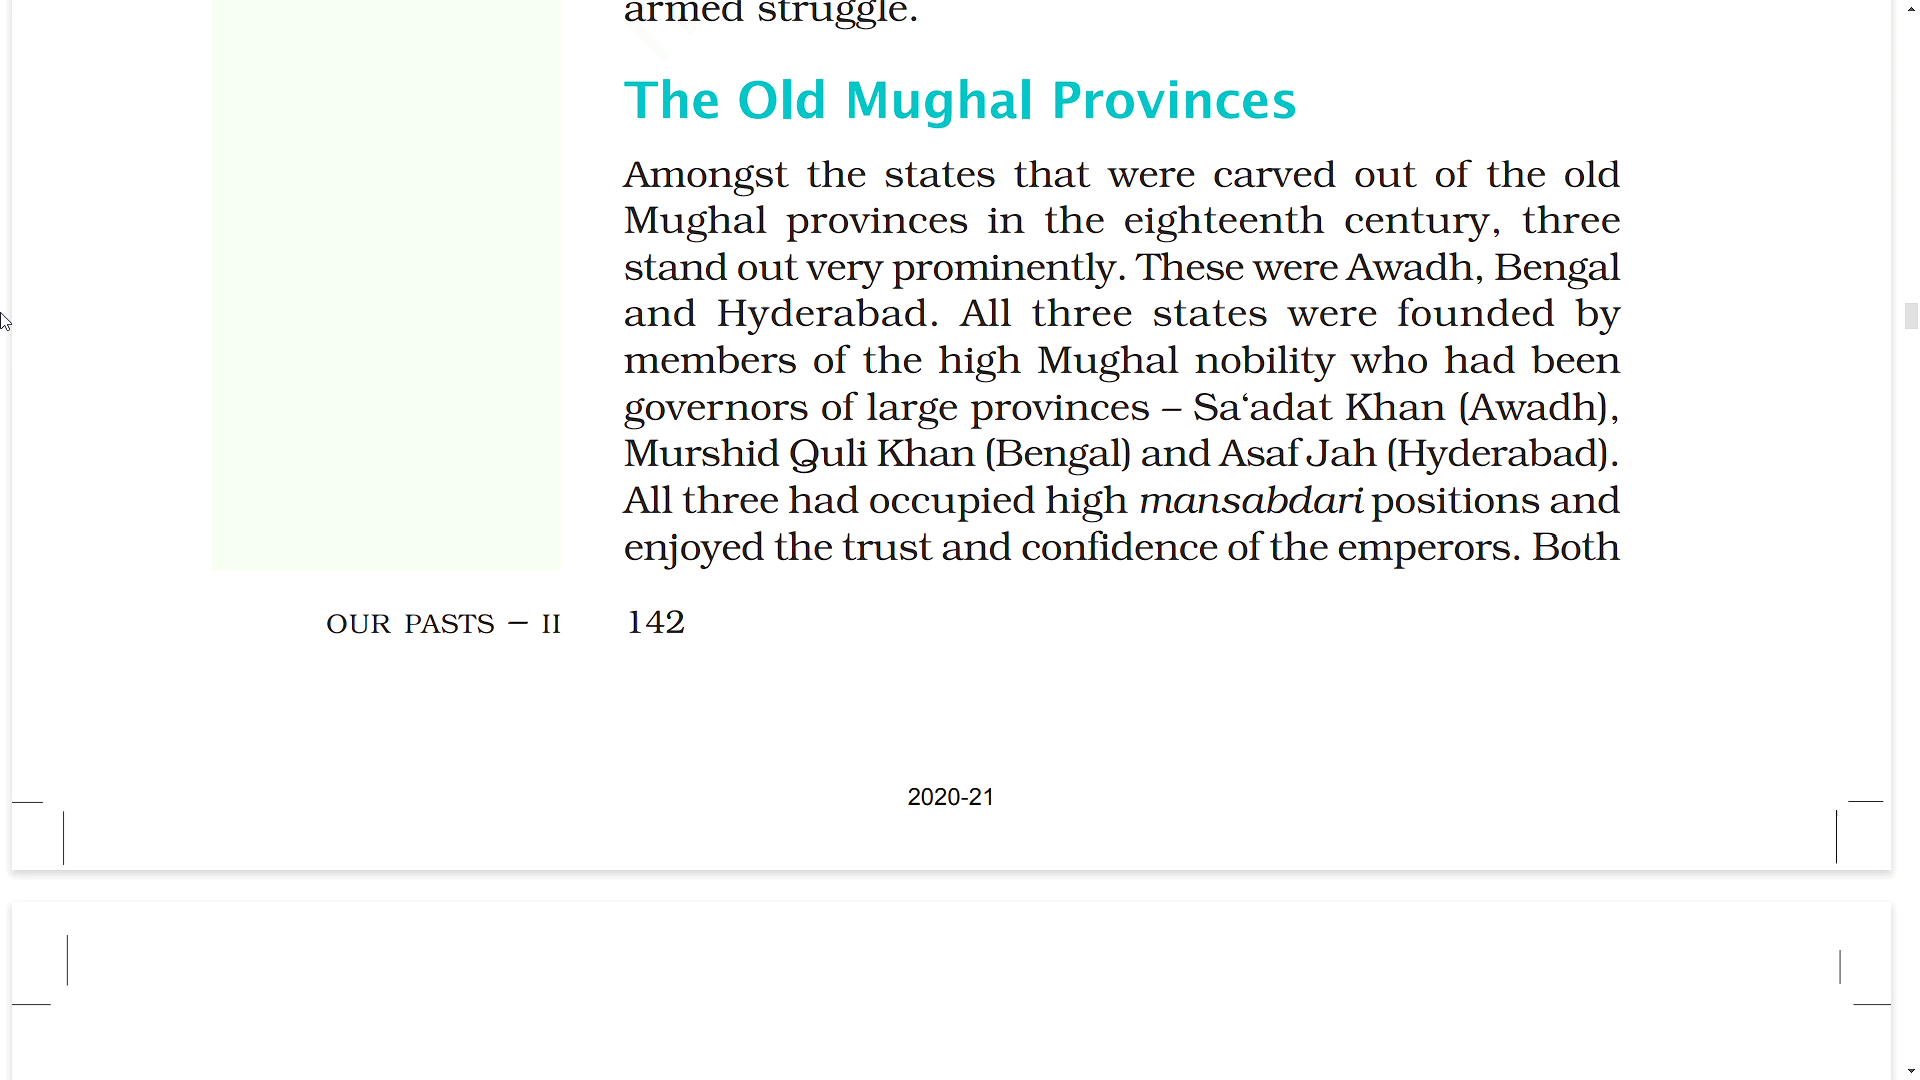 armed struggle.
The Old Mughal Provinces
Amongst the states that were carved out of the old
Mughal provinces in the eighteenth century, three
stand out very prominently. These were Awadh, Bengal
and Hyderabad. All three states were founded by
members of the high Mughal nobility who had been
governors of large provinces – Sa‘adat Khan (Awadh),
Murshid Quli Khan (Bengal) and Asaf Jah (Hyderabad).
All three had occupied high mansabdari positions and
enjoyed the trust and confidence of the emperors. Both
OUR PASTS – II 142
2020-21